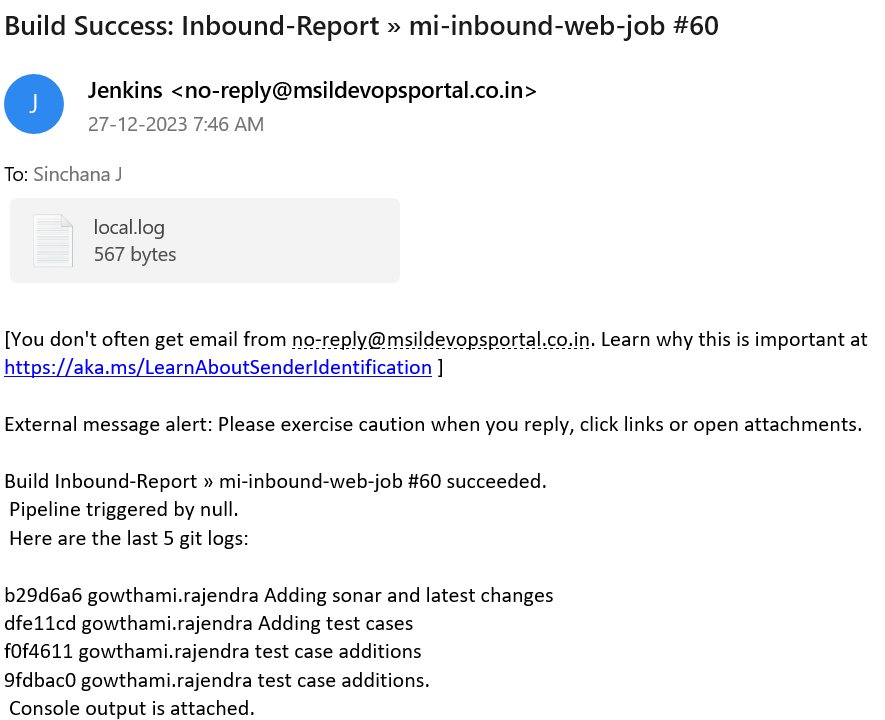 Build Success: Inbound-Report » mi-inbound-web-job #60
J
Jenkins <no-reply@msildevopsportal.co.in>
27-12-2023 7:46 AM
To: Sinchana J
local.log
567 bytes
[You don't often get email from no-reply@msildevopsportal.co.in. Learn why this is important at
https://aka.ms/LearnAboutSenderIdentification ]
External message alert: Please exercise caution when you reply, click links or open attachments.
Build Inbound-Report » mi-inbound-web-job #60 succeeded.
Pipeline triggered by null.
Here are the last 5 git logs:
b29d6a6 gowthami.rajendra Adding sonar and latest changes
dfe11cd gowthami.rajendra Adding test cases
f0f4611 gowthami.rajendra test case additions
9fdbac0 gowthami.rajendra test case additions.
Console output is attached.